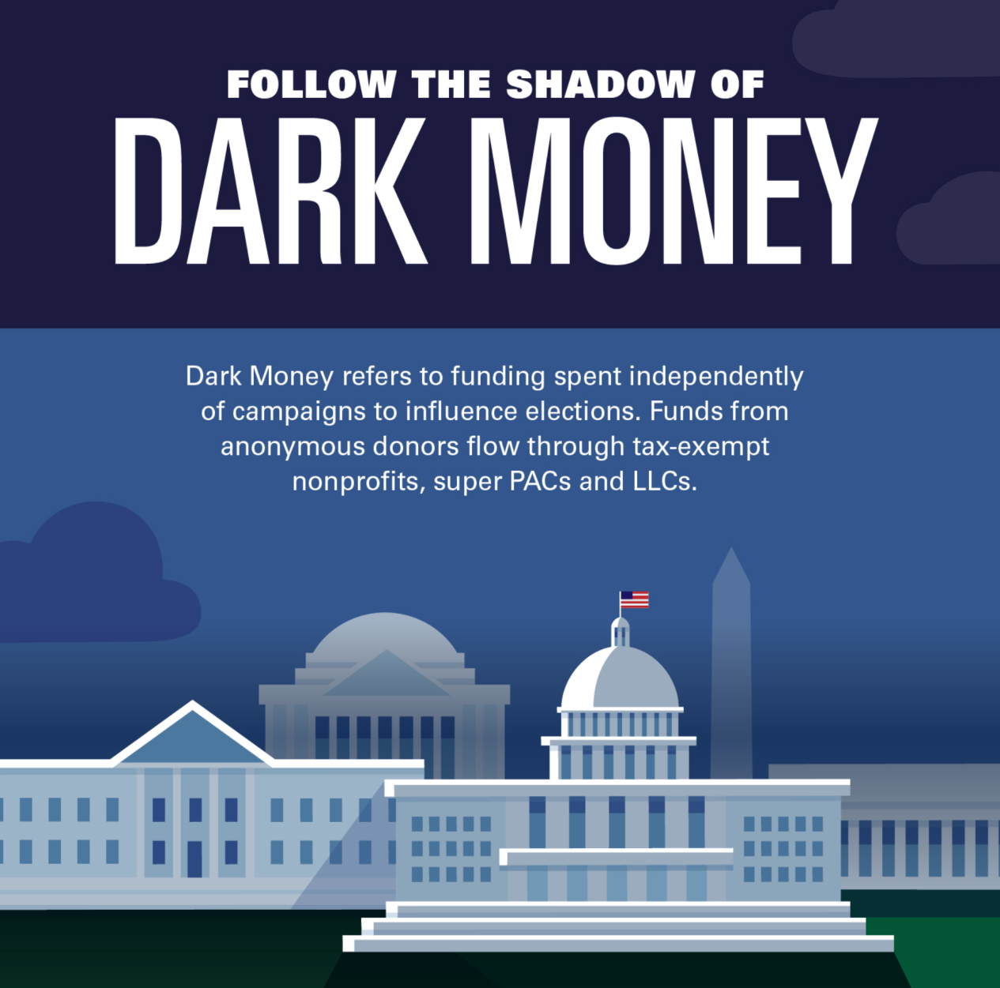 FOLLOW THE SHADOW OF
DARK MONEY
Dark Money refers to funding spent independently
of campaigns to influence elections. Funds from
anonymous donors flow through tax-exempt
nonprofits, super PACs and LLCs.